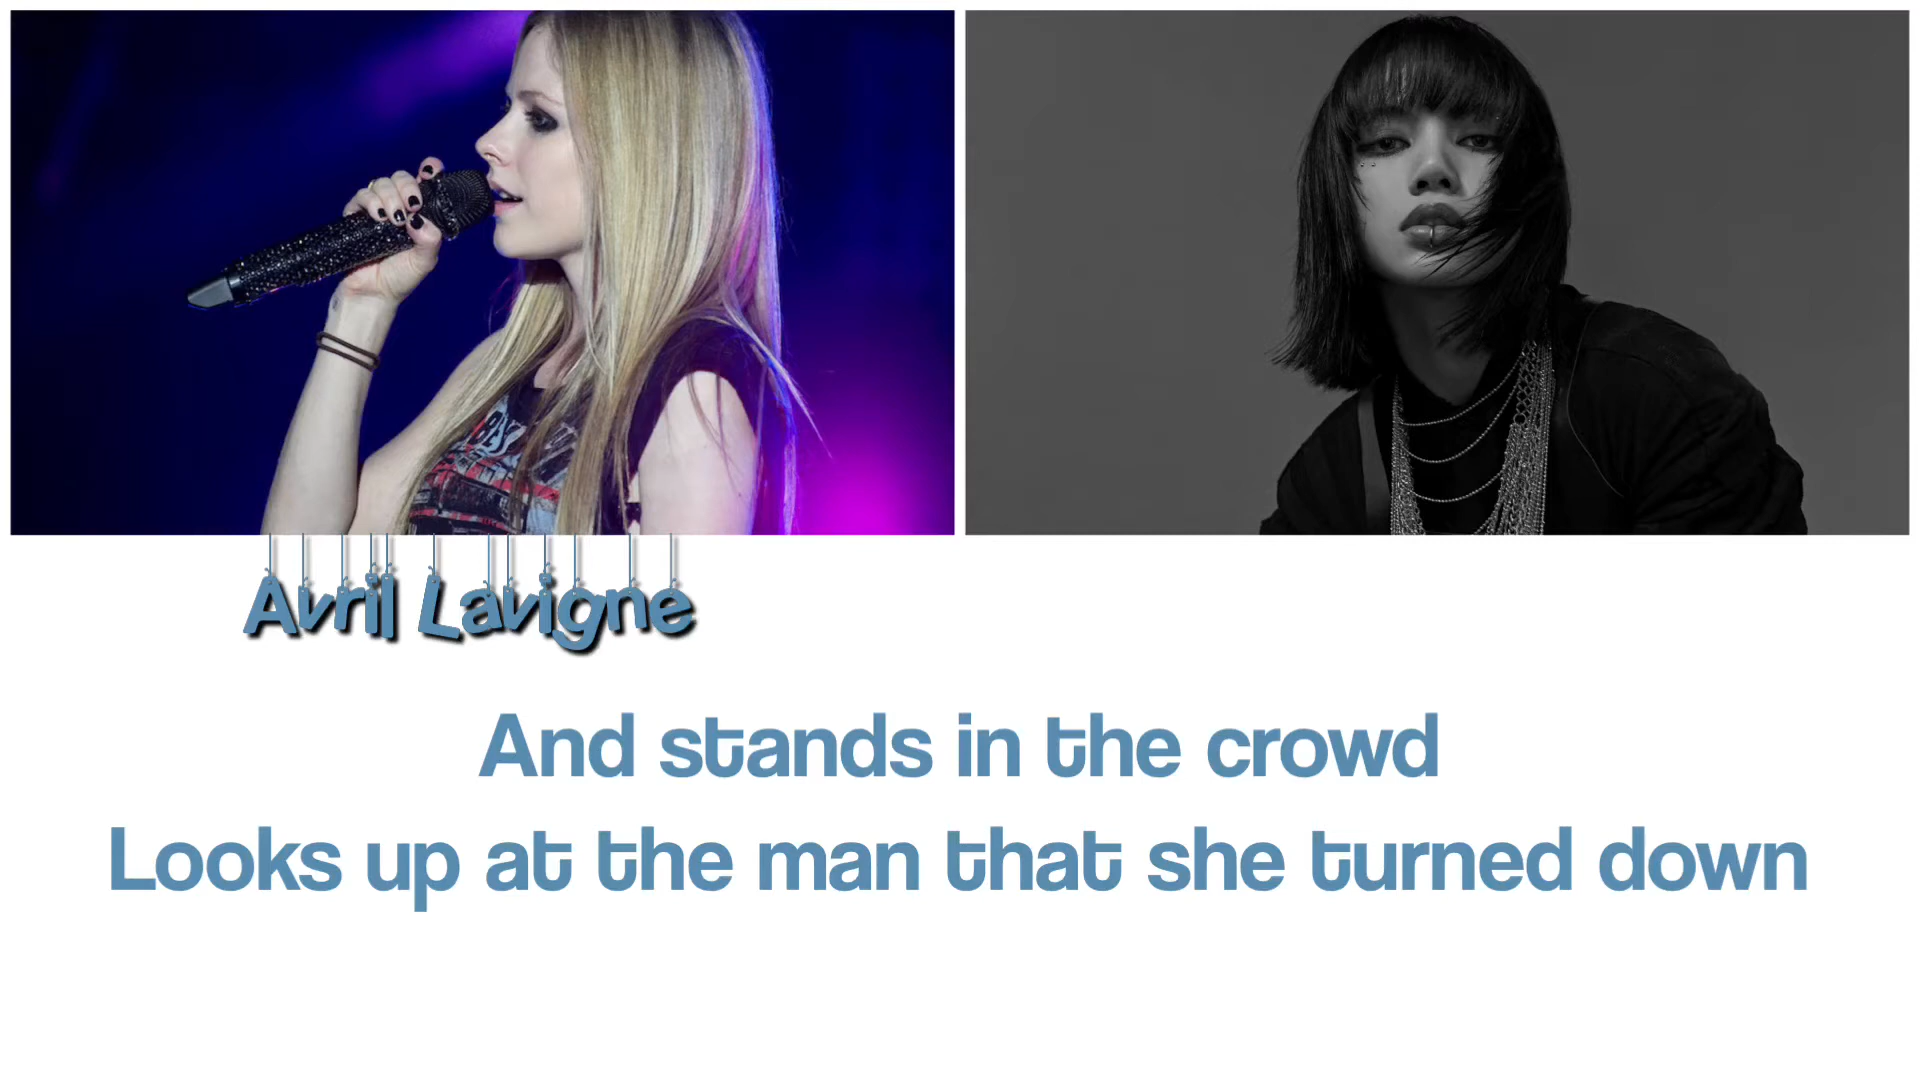 Avril Lavigne
And stands in the crowd
Looks up at the man that she turned down